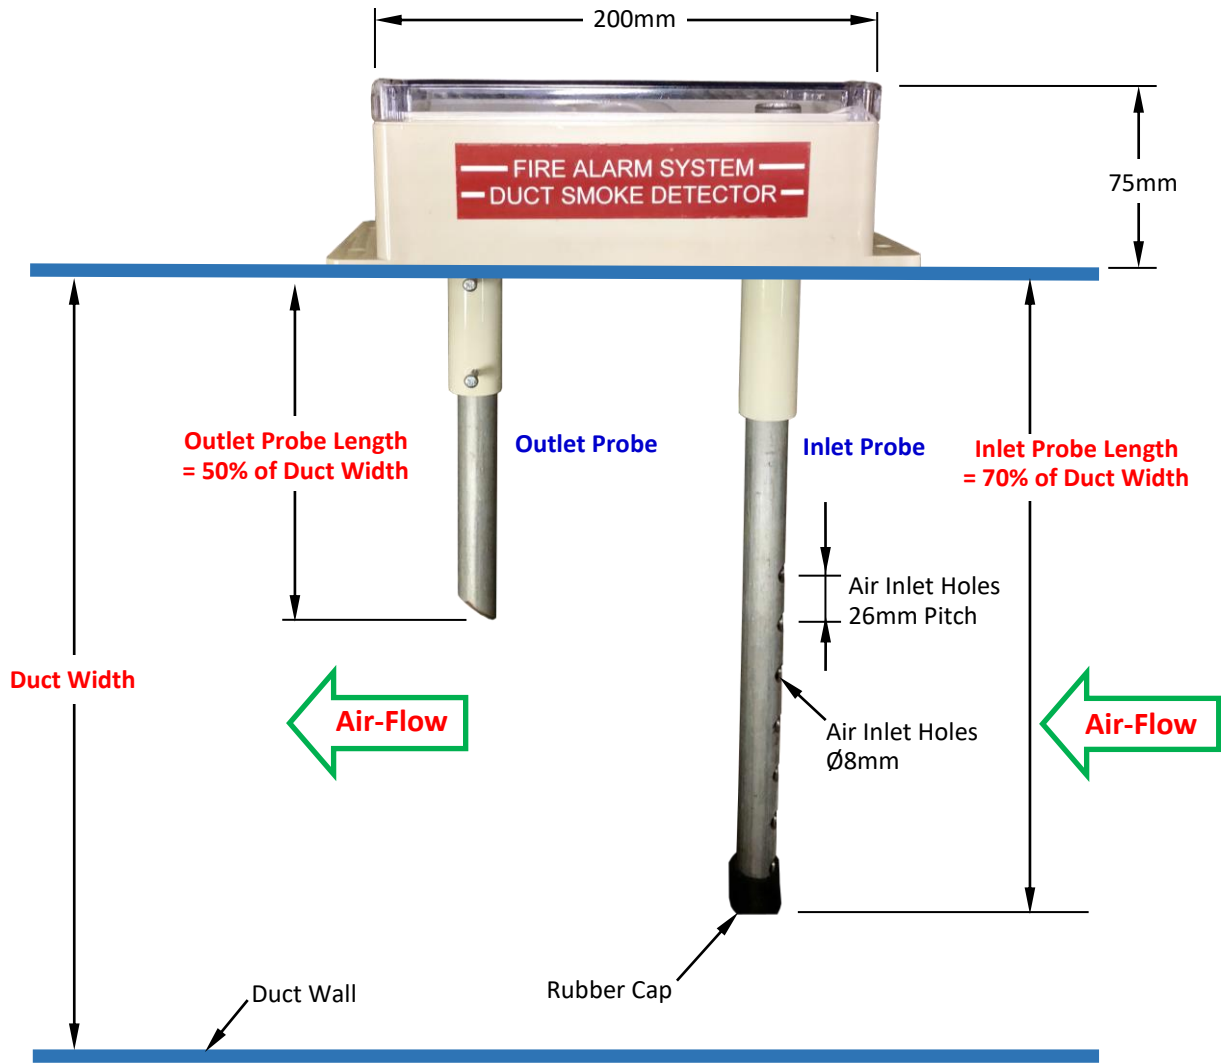 200mm
FIRE ALARM SYSTEM
DUCT SMOKE DETECTOR
75mm
Outlet Probe Length
= 50% of Duct Width
Outlet Probe
Inlet Probe
Inlet Probe Length
= 70% of Duct Width
Air Inlet Holes
26mm Pitch
Duct Width
Air-Flow
Air Inlet Holes
Ø8mm
Air-Flow
Duct Wall
Rubber Cap